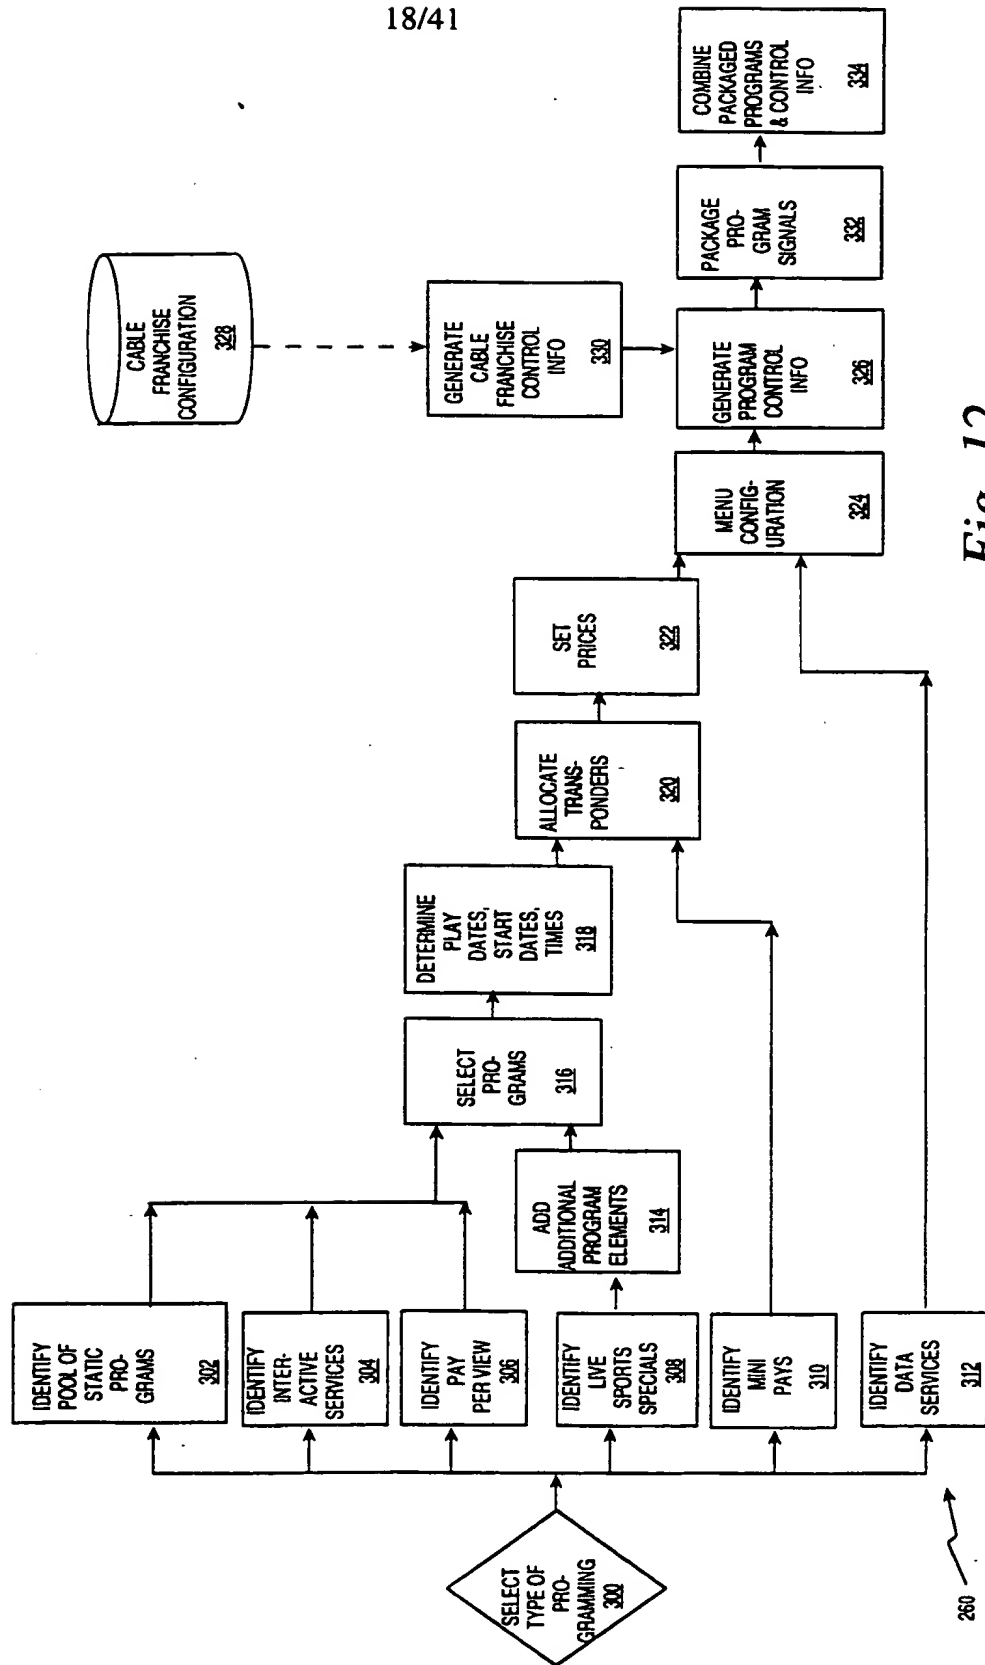 18/41
SELECT
TYPE OF
PRO-
GRAMMING
300
IDENTIFY
POOL OF
STATIC
PRO-
GRAMS
302
IDENTIFY
INTER-
ACTIVE
SERVICES
304
IDENTIFY
PAY
PER VIEW
306
IDENTIFY
LIVE
SPORTS
SPECIALS
308
IDENTIFY
MINI
PAYS
310
IDENTIFY
DATA
SERVICES
312
ADD
ADDITIONAL
PROGRAM
ELEMENTS
314
SELECT
PRO-
GRAMS
316
DETERMINE
PLAY
DATES,
START
DATES,
TIMES
318
ALLOCATE
TRANS-
PONDERS
320
SET
PRICES
322
MENU
CONFIG-
URATION
324
CABLE
FRANCHISE
CONFIGURATION
328
GENERATE
CABLE
FRANCHISE
CONTROL
INFO
330
GENERATE
PROGRAM
CONTROL
INFO
326
PACKAGE
PRO-
GRAM
SIGNALS
332
COMBINE
PACKAGED
PROGRAMS
& CONTROL
INFO
334
260
Fig. 12